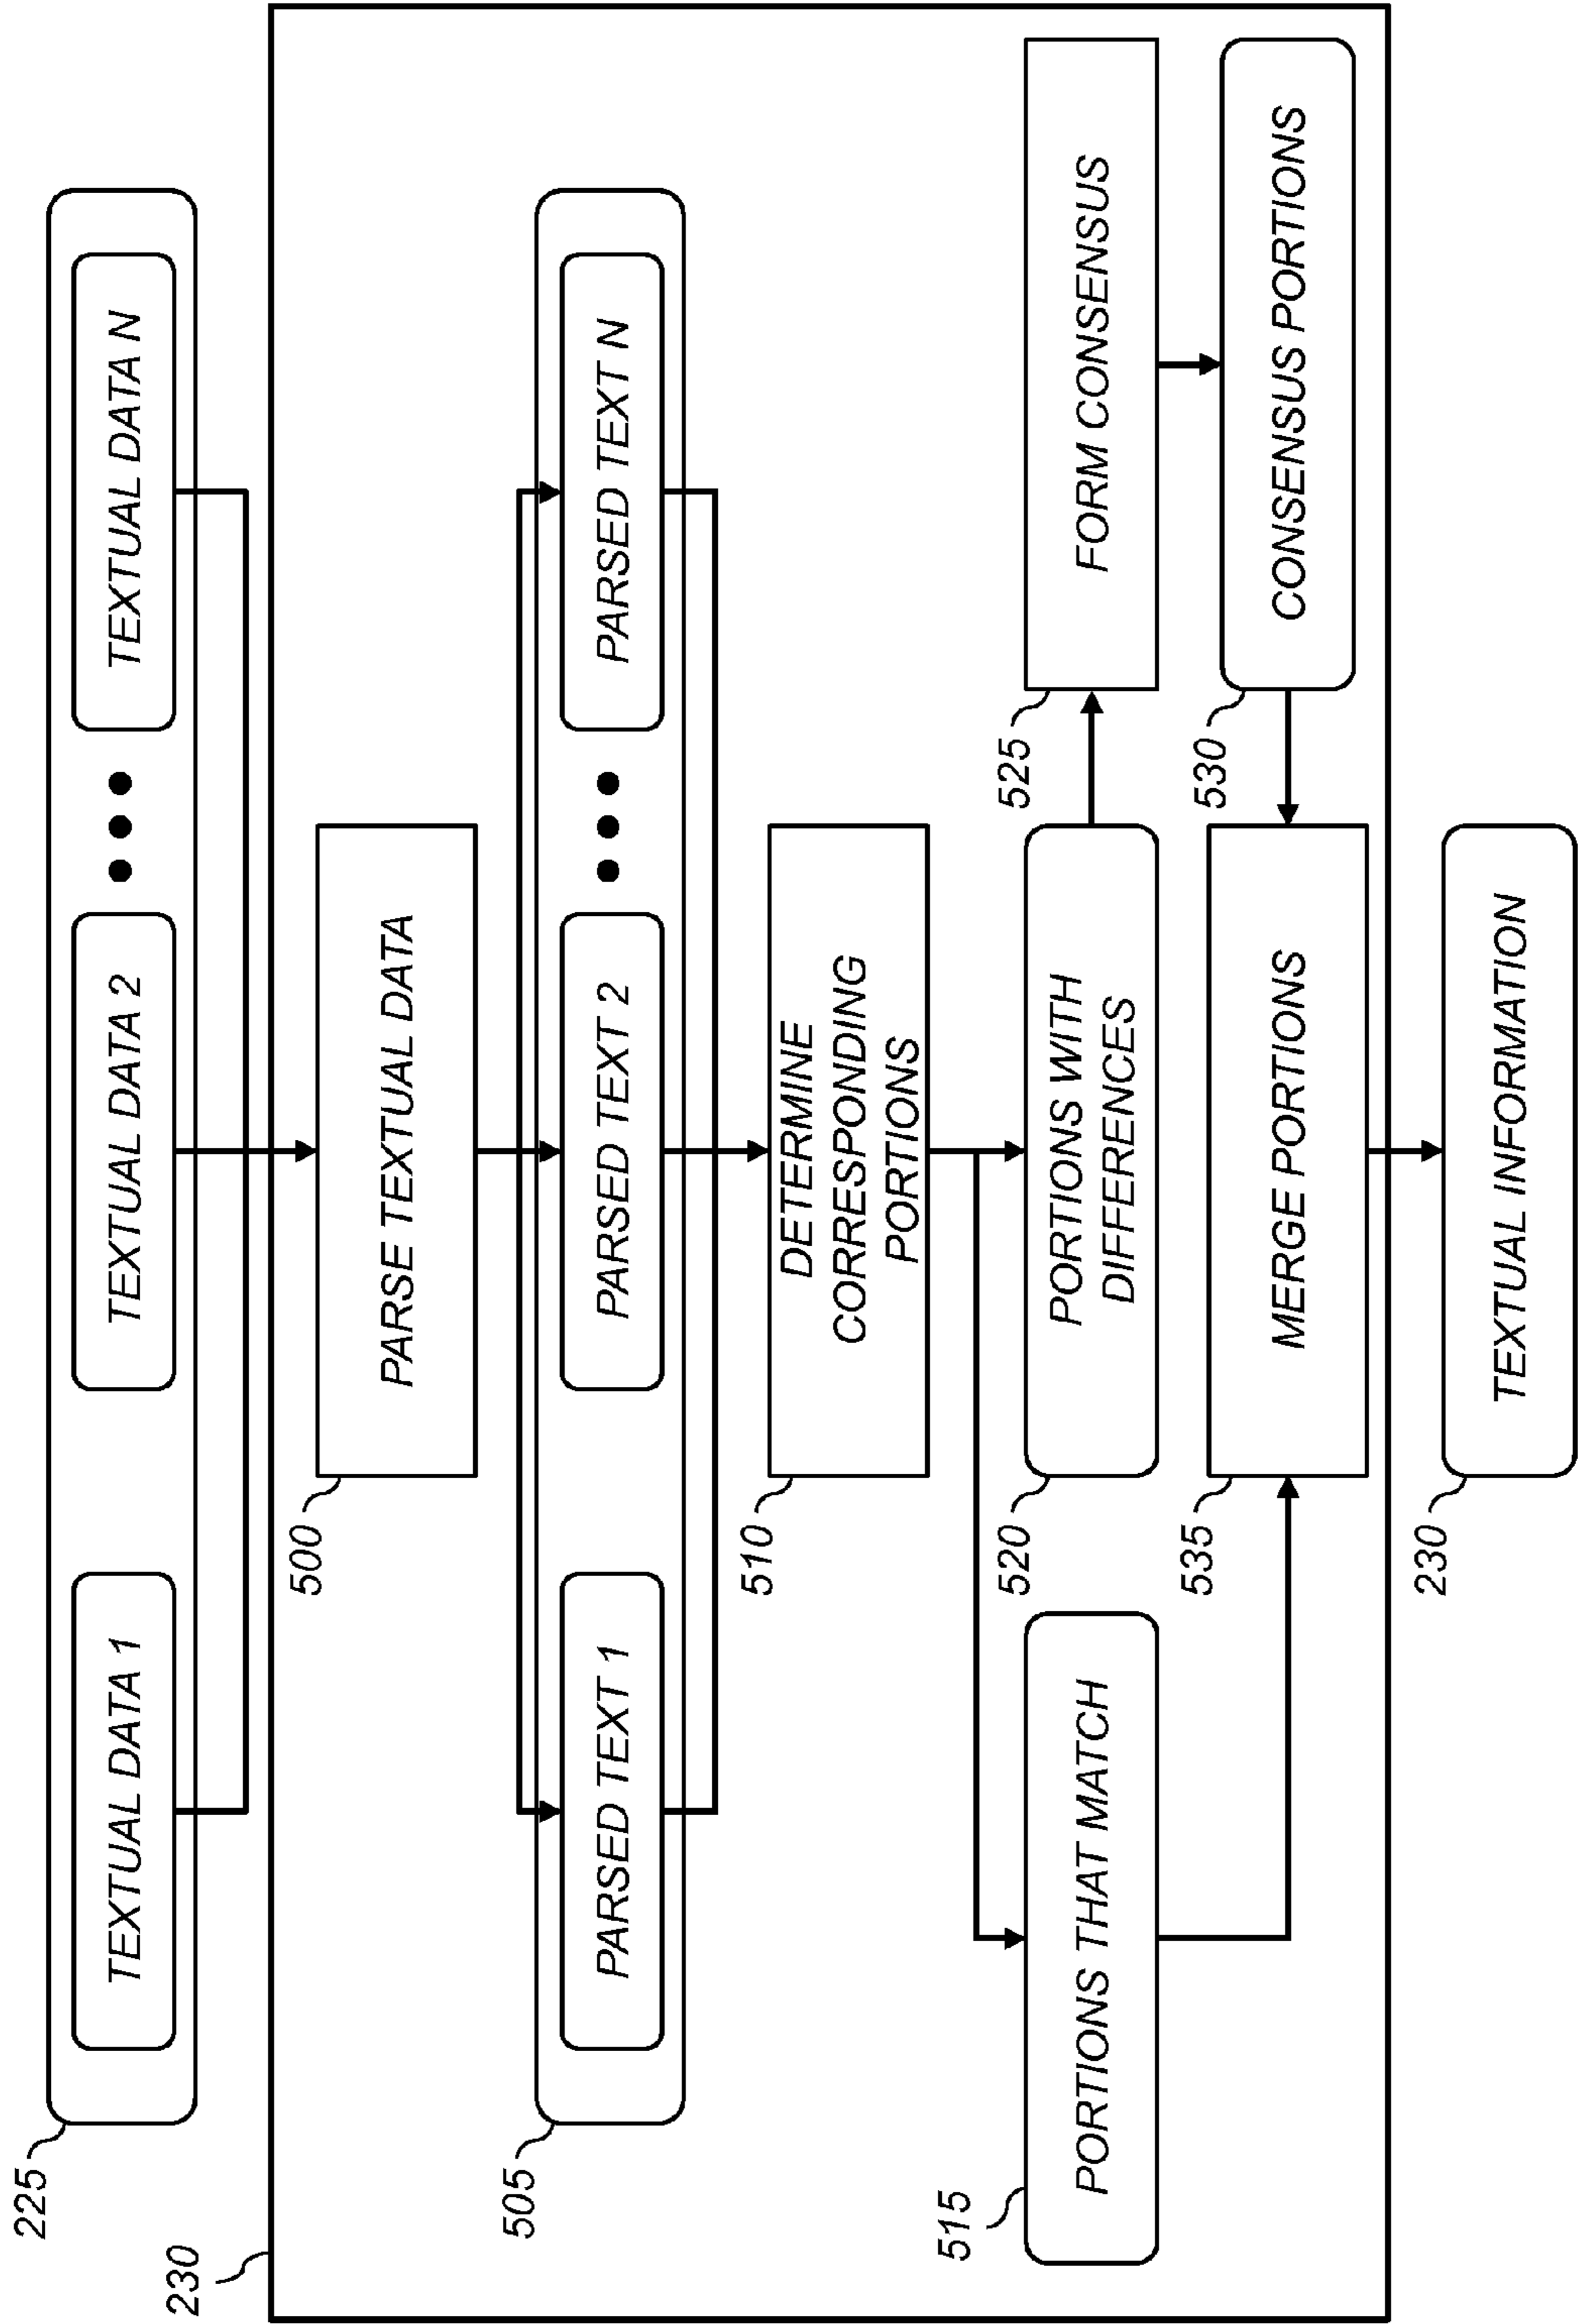 225
TEXTUAL DATA 1
TEXTUAL DATA 2
TEXTUAL DATA N
230
500
PARSE TEXTUAL DATA
505
PARSED TEXT 1
PARSED TEXT 2
PARSED TEXT N
510
DETERMINE
CORRESPONDING
PORTIONS
515
PORTIONS THAT MATCH
520
PORTIONS WITH
DIFFERENCES
525
FORM CONSENSUS
535
MERGE PORTIONS
530
CONSENSUS PORTIONS
230
TEXTUAL INFORMATION